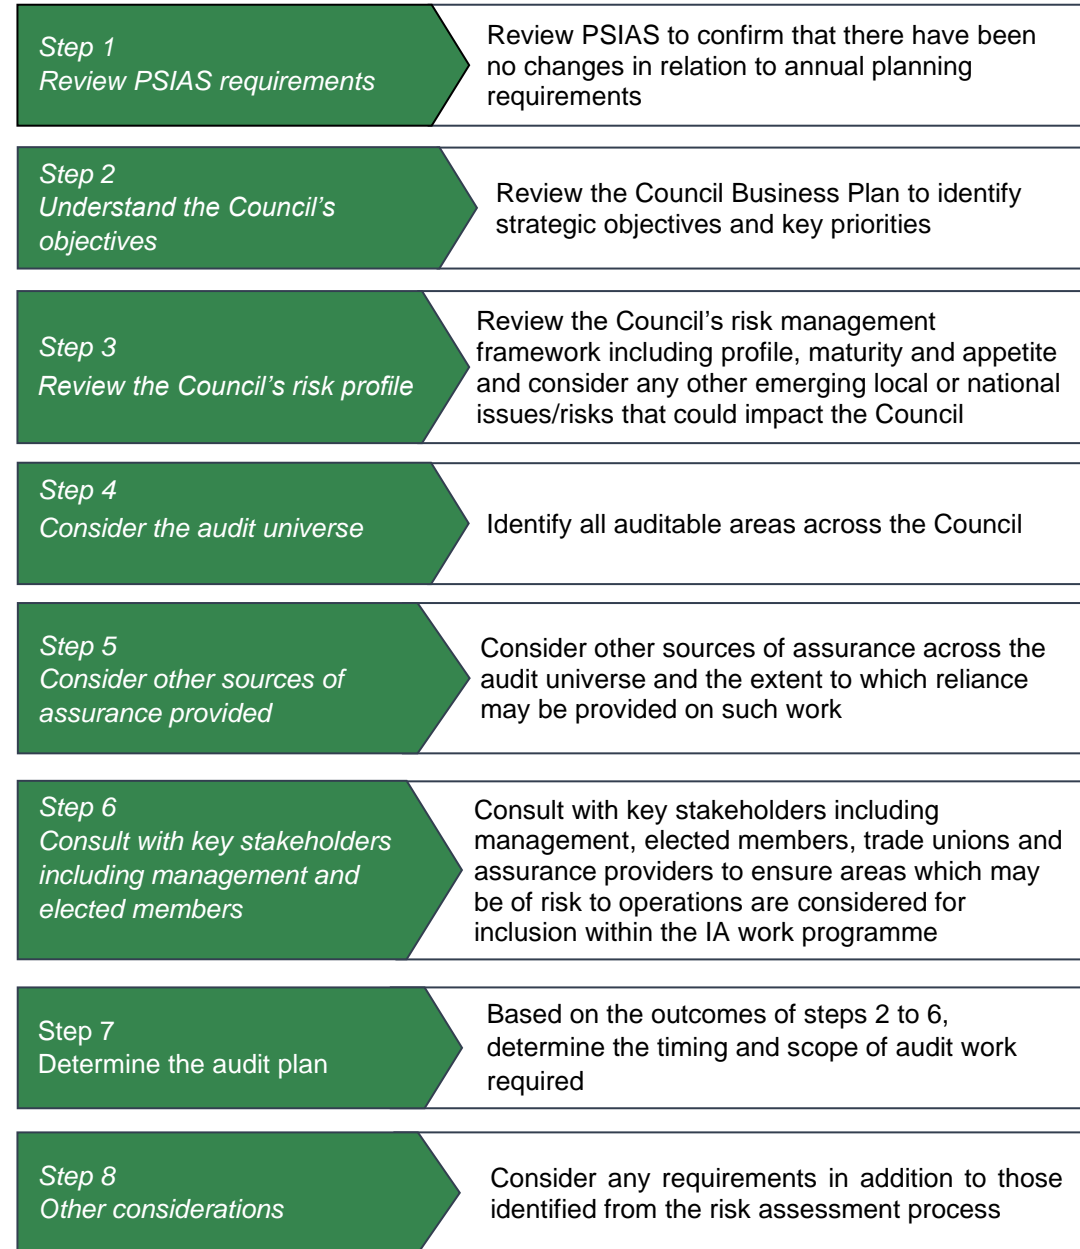 Step 1
Review PSIAS requirements
Review PSIAS to confirm that there have been
no changes in relation to annual planning
requirements
Step 2
Understand the Council’s
objectives
Review the Council Business Plan to identify
strategic objectives and key priorities
Step 3
Review the Council’s risk profile
Review the Council’s risk management
framework including profile, maturity and appetite
and consider any other emerging local or national
issues/risks that could impact the Council
Step 4
Consider the audit universe
Identify all auditable areas across the Council
Step 5
Consider other sources of
assurance provided
Consider other sources of assurance across the
audit universe and the extent to which reliance
may be provided on such work
Step 6
Consult with key stakeholders
including management and
elected members
Consult with key stakeholders including
management, elected members, trade unions and
assurance providers to ensure areas which may
be of risk to operations are considered for
inclusion within the IA work programme
Step 7
Determine the audit plan
Based on the outcomes of steps 2 to 6,
determine the timing and scope of audit work
required
Step 8
Other considerations
Consider any requirements in addition to those
identified from the risk assessment process